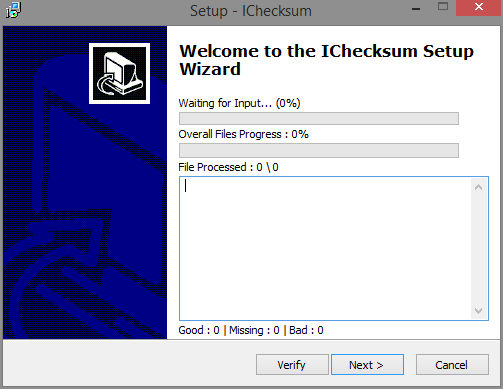 Setup - IChecksum
Welcome to the IChecksum Setup
Wizard
Waiting for Input... (0%)
Overall Files Progress : 0%
File Processed : 0 \ 0
Good : 0 | Missing : 0 | Bad : 0
Verify
Next >
Cancel